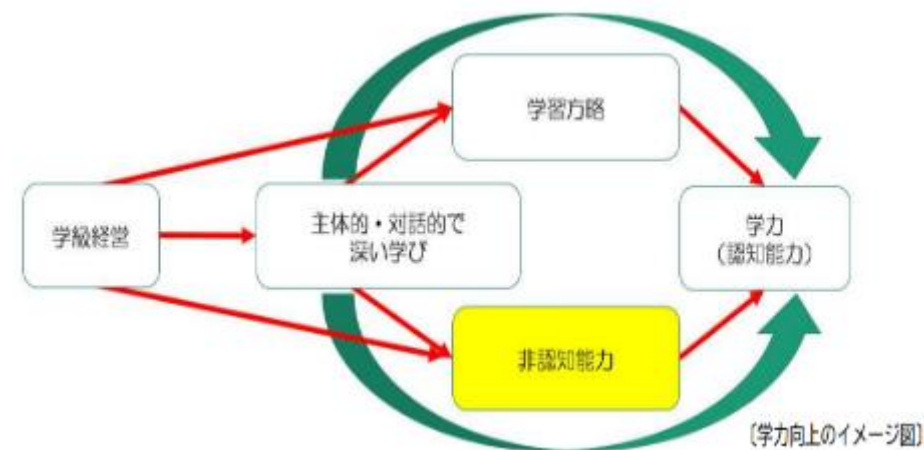 学習方略
学級経営
主体的・対話的で
深い学び
学力
（認知能力）
非認知能力
〔学力向上のイメージ図〕